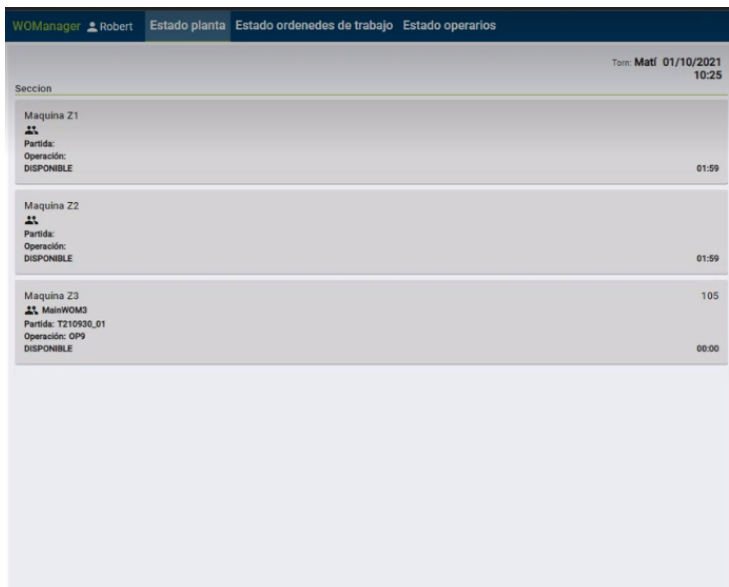 WOManager Robert Estado planta Estado ordenedes de trabajo Estado operarios
Torn: Matí 01/10/2021
10:25
Seccion
Maquina Z1
Partida:
Operación:
DISPONIBLE 01:59
Maquina Z2
Partida:
Operación:
DISPONIBLE 01:59
Maquina Z3 105
MainWOM3
Partida: T210930_01
Operación: OP9
DISPONIBLE 00:00